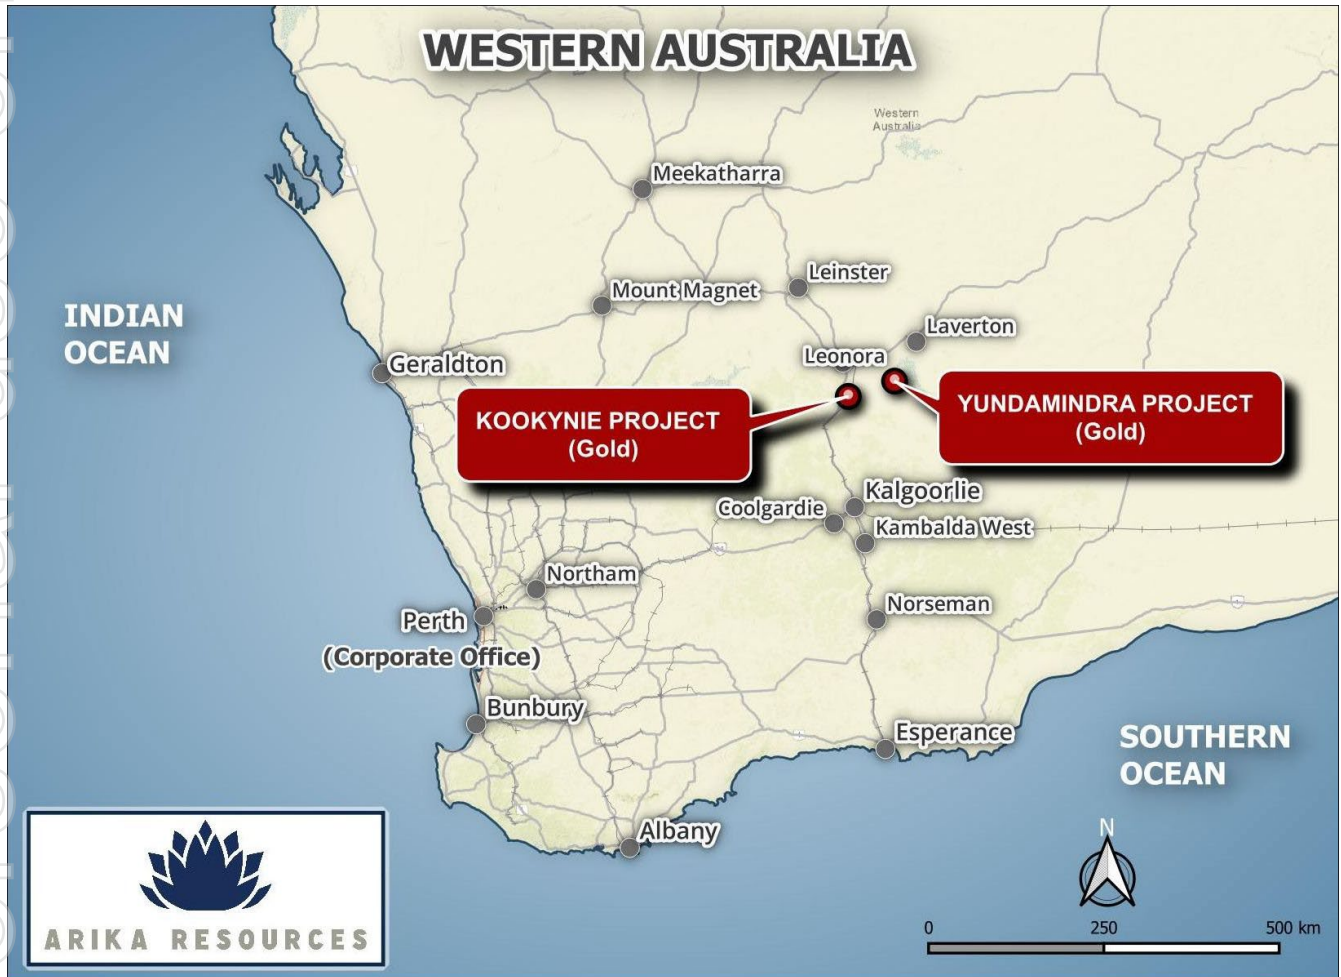 WESTERN AUSTRALIA
Western
Australia
Meekatharra
Leinster
Mount Magnet
Laverton
INDIAN
OCEAN
Leonora
Geraldton
KOOKYNIE PROJECT
(Gold)
YUNDAMINDRA PROJECT
(Gold)
Kalgoorlie
Coolgardie
Kambalda West
Northam
Norseman
Perth
(Corporate Office)
Bunbury
Esperance
SOUTHERN
OCEAN
Albany
N
ARIKA RESOURCES
0 250 500 km